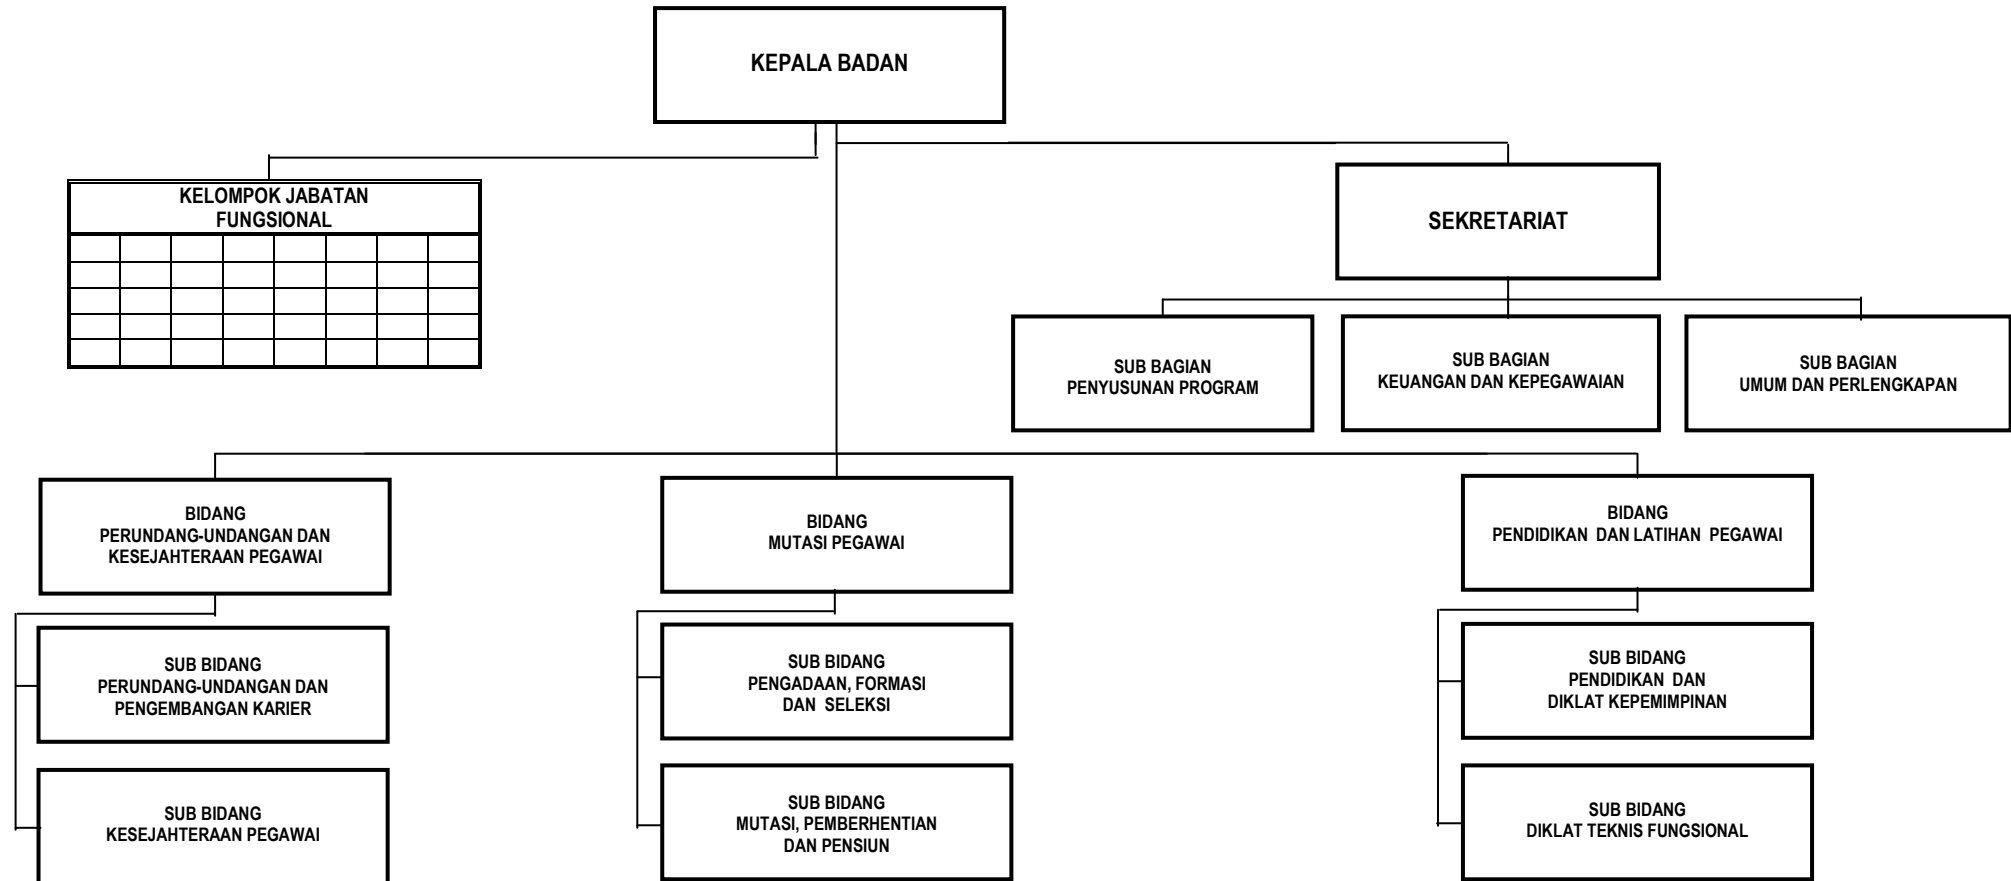 KEPALA BADAN
KELOMPOK JABATAN
FUNGSIONAL
SEKRETARIAT
SUB BAGIAN
PENYUSUNAN PROGRAM
SUB BAGIAN
KEUANGAN DAN KEPEGAWAIAN
SUB BAGIAN
UMUM DAN PERLENGKAPAN
BIDANG
PERUNDANG-UNDANGAN DAN
KESEJAHTERAAN PEGAWAI
BIDANG
MUTASI PEGAWAI
BIDANG
PENDIDIKAN DAN LATIHAN PEGAWAI
SUB BIDANG
PERUNDANG-UNDANGAN DAN
PENGEMBANGAN KARIER
SUB BIDANG
PENGADAAN, FORMASI
DAN SELEKSI
SUB BIDANG
PENDIDIKAN DAN
DIKLAT KEPEMIMPINAN
SUB BIDANG
KESEJAHTERAAN PEGAWAI
SUB BIDANG
MUTASI, PEMBERHENTIAN
DAN PENSIUN
SUB BIDANG
DIKLAT TEKNIS FUNGSIONAL